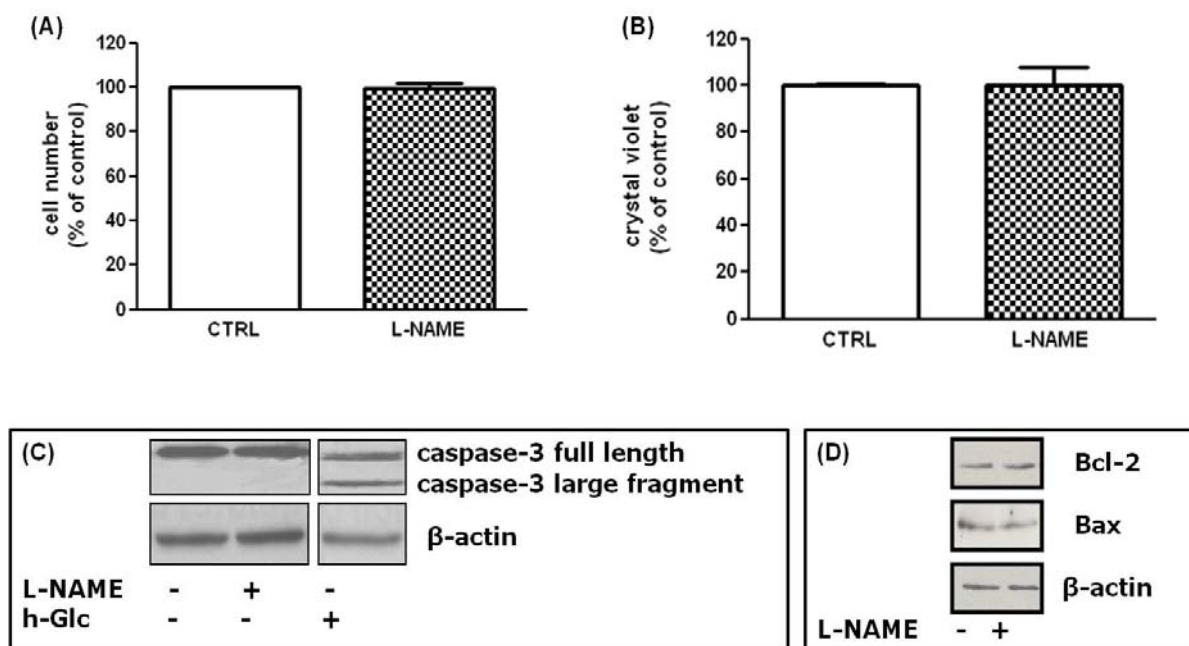 (A)
120
100
80
60
40
20
0
cell number
(% of control)
CTRL L-NAME
(B)
120
100
80
60
40
20
0
crystal violet
(% of control)
CTRL L-NAME
(C)
caspase-3 full length
caspase-3 large fragment
β-actin
L-NAME - + -
h-Glc - - +
(D)
Bcl-2
Bax
β-actin
L-NAME - +